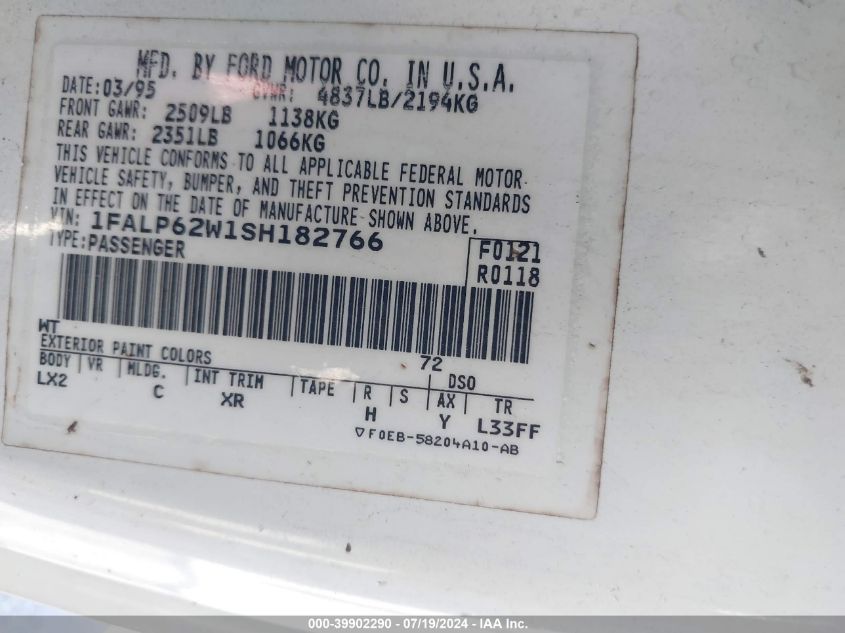 MFD. BY FORD MOTOR CO. IN U.S.A.
DATE: 03/95 GVWR: 4837LB/2194KG
FRONT GAWR: 2509LB 1138KG
REAR GAWR: 2351LB 1066KG
THIS VEHICLE CONFORMS TO ALL APPLICABLE FEDERAL MOTOR
VEHICLE SAFETY, BUMPER, AND THEFT PREVENTION STANDARDS
IN EFFECT ON THE DATE OF MANUFACTURE SHOWN ABOVE.
VIN: 1FALP62W1SH182766
TYPE: PASSENGER
F0121
R0118
WT
EXTERIOR PAINT COLORS 72 DSO
BODY VR MLDG. INT TRIM TAPE R S AX TR
LX2 C XR H Y L33FF
▽F0EB-58204A10-AB
000-39902290 - 07/19/2024 - IAA Inc.